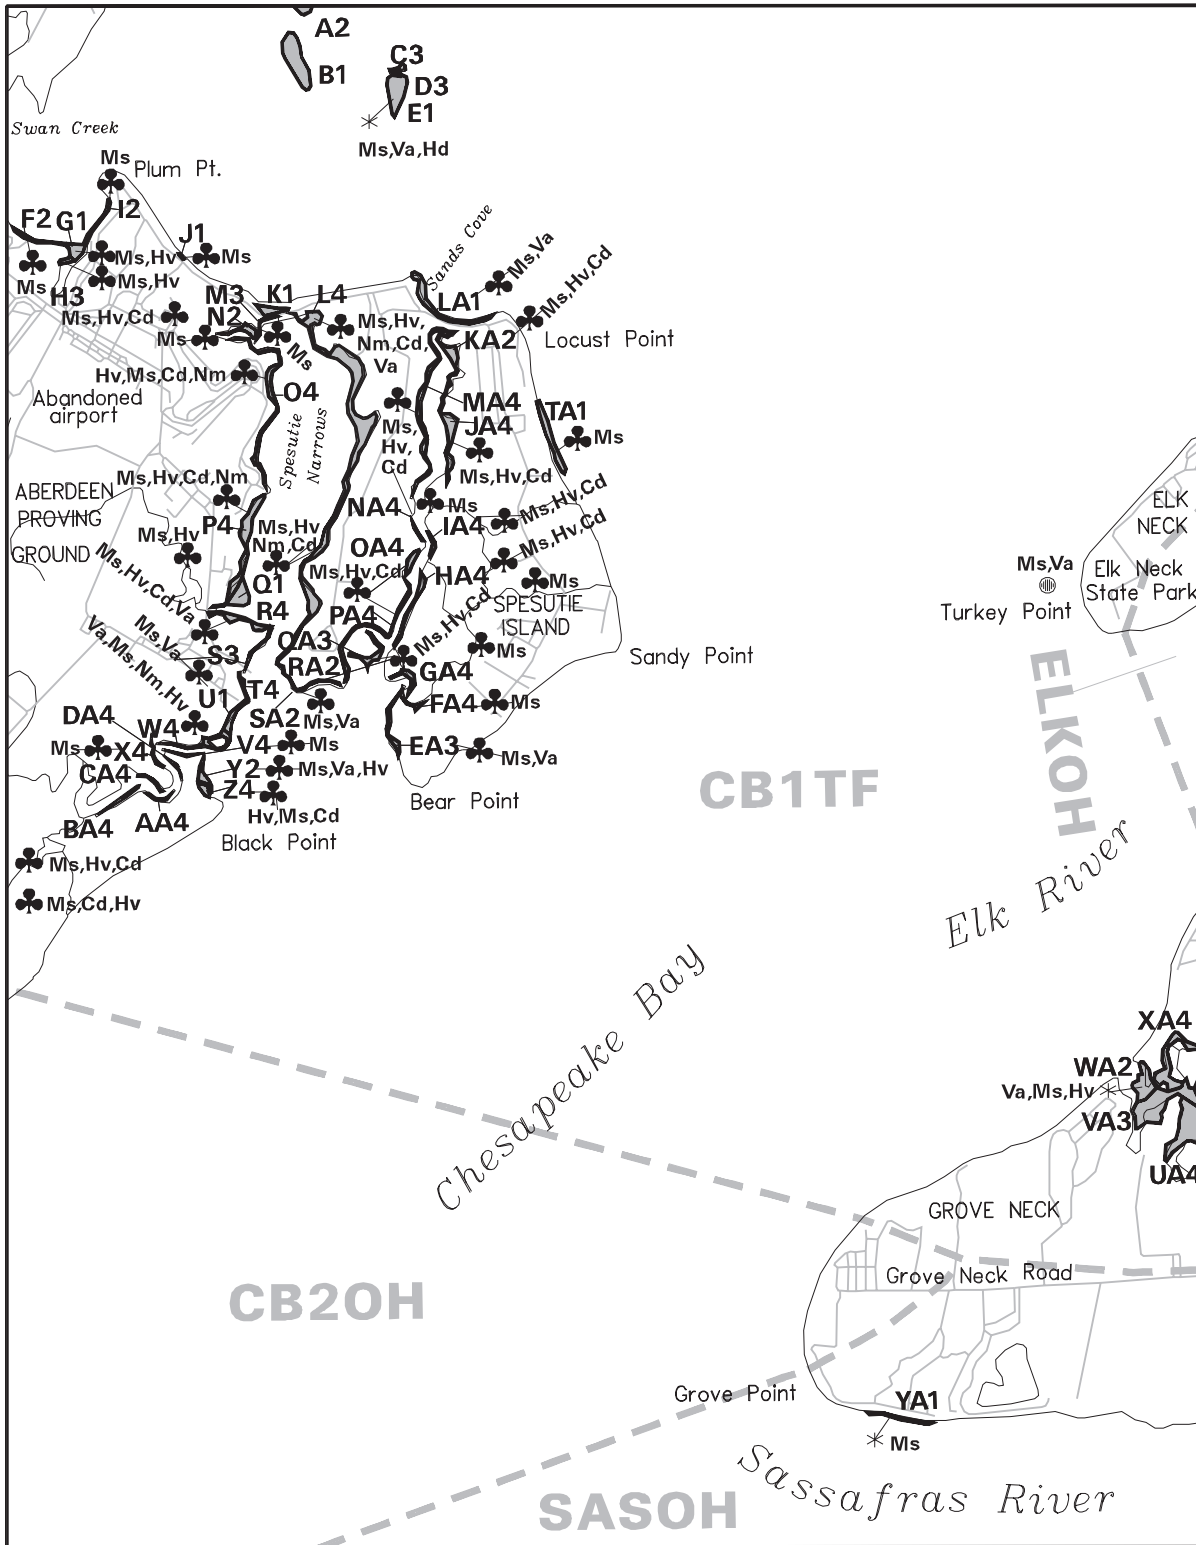 A2
B1
C3
D3
E1
Ms,Va,Hd
Swan Creek
Ms
Plum Pt.
I2
F2
G1
J1
Ms,Hv
Ms
Ms
Ms,Hv
H3
Sands Cove
Ms,Va
Ms,Hv,Cd
M3
K1
L4
LA1
Ms,Hv,Cd
N2
Ms
Ms
Ms,Hv,
Nm,Cd,
Va
KA2
Locust Point
Hv,Ms,Cd,Nm
O4
Abandoned
airport
Spesutie
Narrows
MA4
JA4
TA1
Ms
Ms,
Hv,
Cd
Ms,Hv,Cd
Ms,Hv,Cd,Nm
ABERDEEN
PROVING
GROUND
P4
Ms,Hv
Ms,Hv
Nm,Cd
NA4
Ms
IA4
Ms,Hv,Cd
Ms,Hv,Cd
OA4
Ms,Hv,Cd,Va
Ms,Hv,Cd
HA4
Ms
Q1
R4
PA4
Ms,Hv,Cd
SPESUTIE
ISLAND
Ms
Sandy Point
Ms,Va
S3
QA3
RA2
GA4
Va,Ms,Nm,Hv
U1
T4
SA2
Ms,Va
FA4
Ms
DA4
W4
Ms
X4
V4
Ms
EA3
Ms,Va
CA4
Y2
Ms,Va,Hv
Z4
Hv,Ms,Cd
BA4
AA4
Black Point
Bear Point
Ms,Hv,Cd
Ms,Cd,Hv
ELK
NECK
Ms,Va
Turkey Point
Elk Neck
State Park
ELKOH
CB1TF
Elk River
Chesapeake Bay
XA4
WA2
Va,Ms,Hv
VA3
UA4
GROVE NECK
Grove Neck Road
CB2OH
Grove Point
YA1
Ms
Sassafras River
SASOH